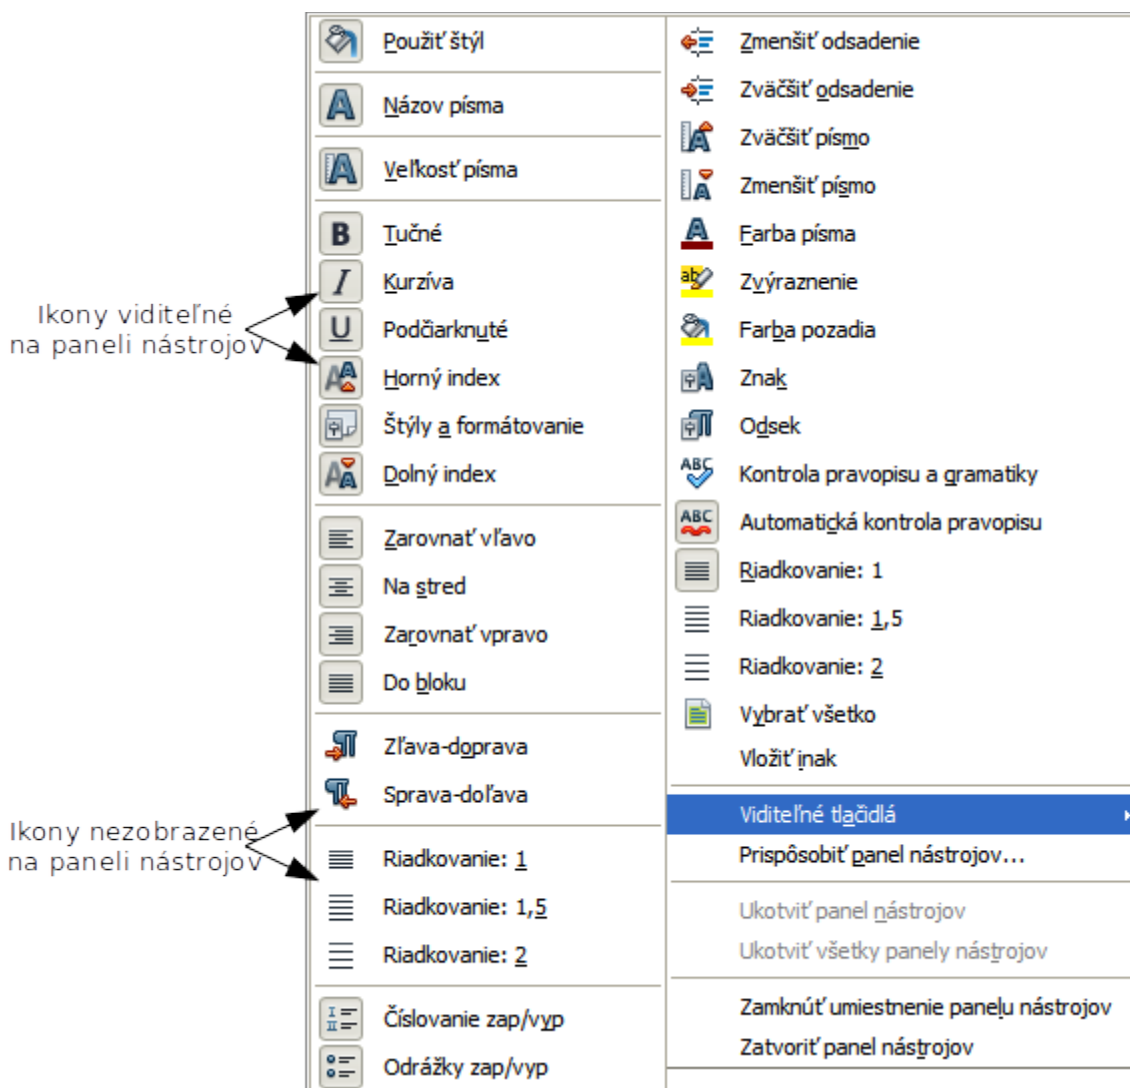 Ikony viditeľné
na paneli nástrojov
Ikony nezobrazené
na paneli nástrojov
Použiť štýl
Názov písma
Veľkosť písma
B
Tučné
I
Kurzíva
U
Podčiarknuté
Horný index
Štýly a formátovanie
Dolný index
Zarovnať vľavo
Na stred
Zarovnať vpravo
Do bloku
Zľava-doprava
Sprava-doľava
Riadkovanie: 1
Riadkovanie: 1,5
Riadkovanie: 2
Číslovanie zap/vyp
Odrážky zap/vyp
Zmenšiť odsadenie
Zväčšiť odsadenie
Zväčšiť písmo
Zmenšiť písmo
Farba písma
ab
Zvýraznenie
Farba pozadia
Znak
Odsek
ABC
Kontrola pravopisu a gramatiky
ABC
Automatická kontrola pravopisu
Riadkovanie: 1
Riadkovanie: 1,5
Riadkovanie: 2
Vybrať všetko
Vložiť inak
Viditeľné tlačidlá
Prispôsobiť panel nástrojov...
Ukotviť panel nástrojov
Ukotviť všetky panely nástrojov
Zamknúť umiestnenie panelu nástrojov
Zatvoriť panel nástrojov